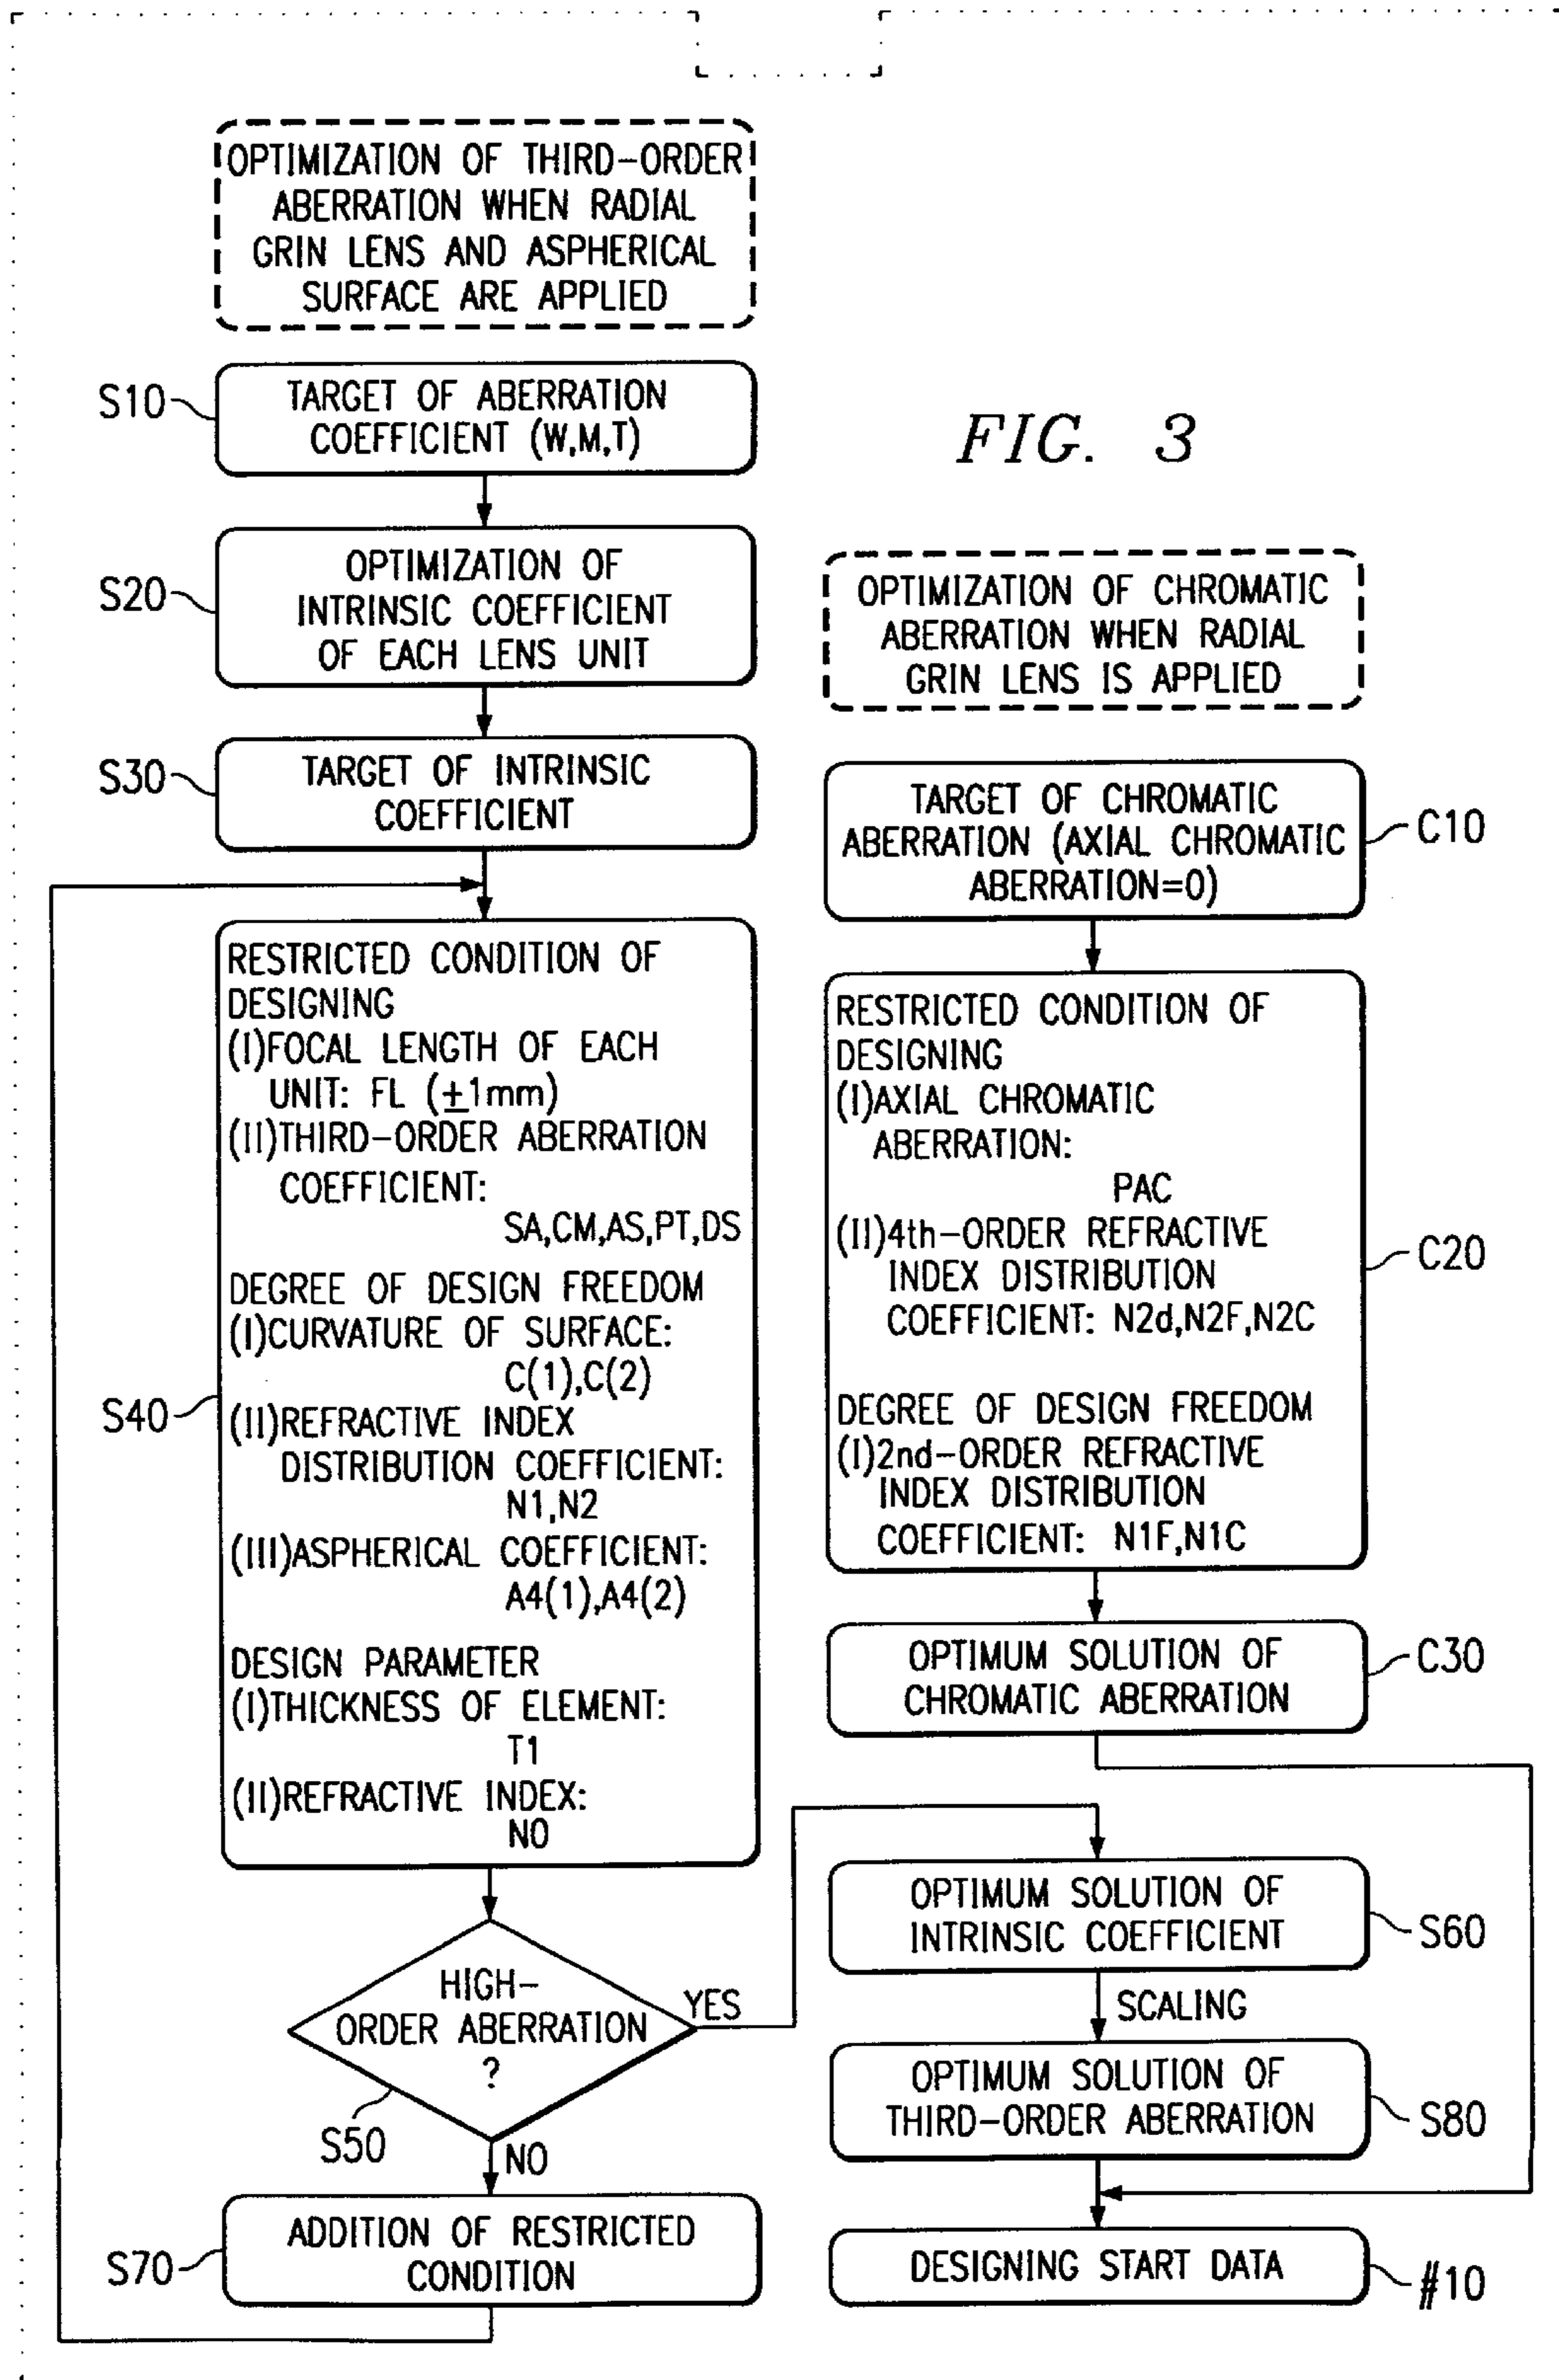 OPTIMIZATION OF THIRD-ORDER
ABERRATION WHEN RADIAL
GRIN LENS AND ASPHERICAL
SURFACE ARE APPLIED
S10
TARGET OF ABERRATION
COEFFICIENT (W,M,T)
FIG. 3
S20
OPTIMIZATION OF
INTRINSIC COEFFICIENT
OF EACH LENS UNIT
S30
TARGET OF INTRINSIC
COEFFICIENT
S40
RESTRICTED CONDITION OF
DESIGNING
(I)FOCAL LENGTH OF EACH
UNIT: FL (±1mm)
(II)THIRD-ORDER ABERRATION
COEFFICIENT:
SA,CM,AS,PT,DS
DEGREE OF DESIGN FREEDOM
(I)CURVATURE OF SURFACE:
C(1),C(2)
(II)REFRACTIVE INDEX
DISTRIBUTION COEFFICIENT:
N1,N2
(III)ASPHERICAL COEFFICIENT:
A4(1),A4(2)
DESIGN PARAMETER
(I)THICKNESS OF ELEMENT:
T1
(II)REFRACTIVE INDEX:
N0
HIGH-
ORDER ABERRATION
?
YES
S50
NO
S70
ADDITION OF RESTRICTED
CONDITION
OPTIMIZATION OF CHROMATIC
ABERRATION WHEN RADIAL
GRIN LENS IS APPLIED
TARGET OF CHROMATIC
ABERRATION (AXIAL CHROMATIC
ABERRATION=0)
C10
RESTRICTED CONDITION OF
DESIGNING
(I)AXIAL CHROMATIC
ABERRATION:
PAC
(II)4th-ORDER REFRACTIVE
INDEX DISTRIBUTION
COEFFICIENT: N2d,N2F,N2C
DEGREE OF DESIGN FREEDOM
(I)2nd-ORDER REFRACTIVE
INDEX DISTRIBUTION
COEFFICIENT: N1F,N1C
C20
OPTIMUM SOLUTION OF
CHROMATIC ABERRATION
C30
OPTIMUM SOLUTION OF
INTRINSIC COEFFICIENT
S60
SCALING
OPTIMUM SOLUTION OF
THIRD-ORDER ABERRATION
S80
DESIGNING START DATA
#10